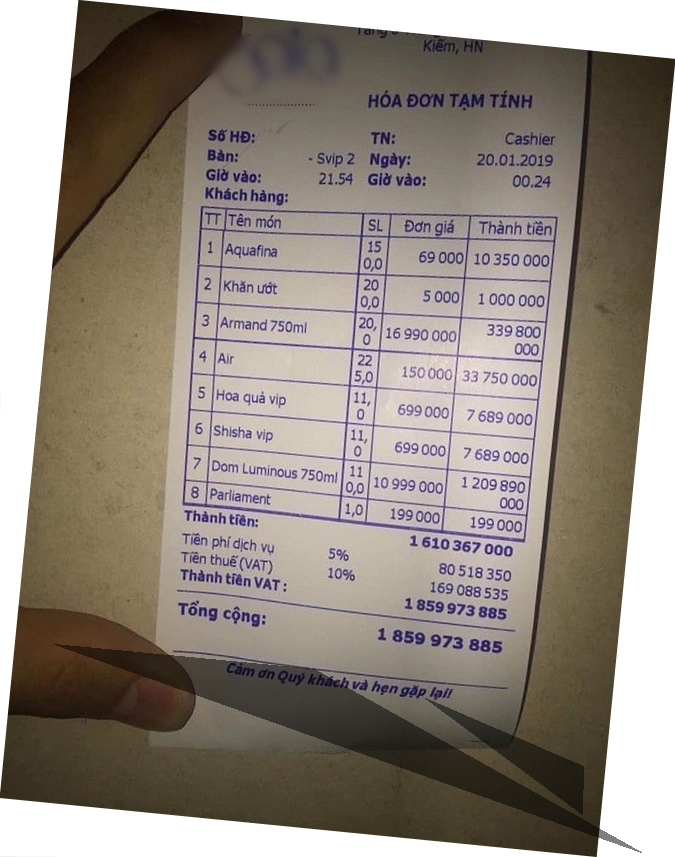 Kiếm, HN
HÓA ĐƠN TẠM TÍNH
Số HĐ: TN: Cashier
Bàn: - Svip 2 Ngày: 20.01.2019
Giờ vào: 21.54 Giờ vào: 00.24
Khách hàng:
TT Tên món SL Đơn giá Thành tiền
1 Aquafina 150,0 69 000 10 350 000
2 Khăn ướt 200,0 5 000 1 000 000
3 Armand 750ml 20,0 16 990 000 339 800 000
4 Air 225,0 150 000 33 750 000
5 Hoa quả vip 11,0 699 000 7 689 000
6 Shisha vip 11,0 699 000 7 689 000
7 Dom Luminous 750ml 110,0 10 999 000 1 209 890 000
8 Parliament 1,0 199 000 199 000
Thành tiền: 1 610 367 000
Tiền phí dịch vụ 5% 80 518 350
Tiền thuế (VAT) 10% 169 088 535
Thành tiền VAT : 1 859 973 885
Tổng cộng: 1 859 973 885
Cảm ơn Quý khách và hẹn gặp lại!